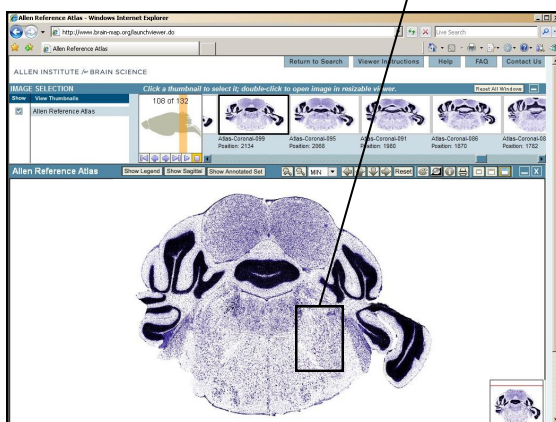 Allen Reference Atlas - Windows Internet Explorer
http://www.brain-map.org/launchviewer.do
Live Search
Allen Reference Atlas
Return to Search Viewer Instructions Help FAQ Contact Us
ALLEN INSTITUTE for BRAIN SCIENCE
IMAGE SELECTION Click a thumbnail to select it; double-click to open image in resizable viewer. Reset All Windows
Show View Thumbnails
Allen Reference Atlas
108 of 132
Atlas-Coronal-099
Position: 2134
Atlas-Coronal-095
Position: 2066
Atlas-Coronal-091
Position: 1980
Atlas-Coronal-086
Position: 1870
Atlas-Coronal-08
Position: 1782
Allen Reference Atlas Show Legend Show Sagittal Show Annotated Set MIN Reset